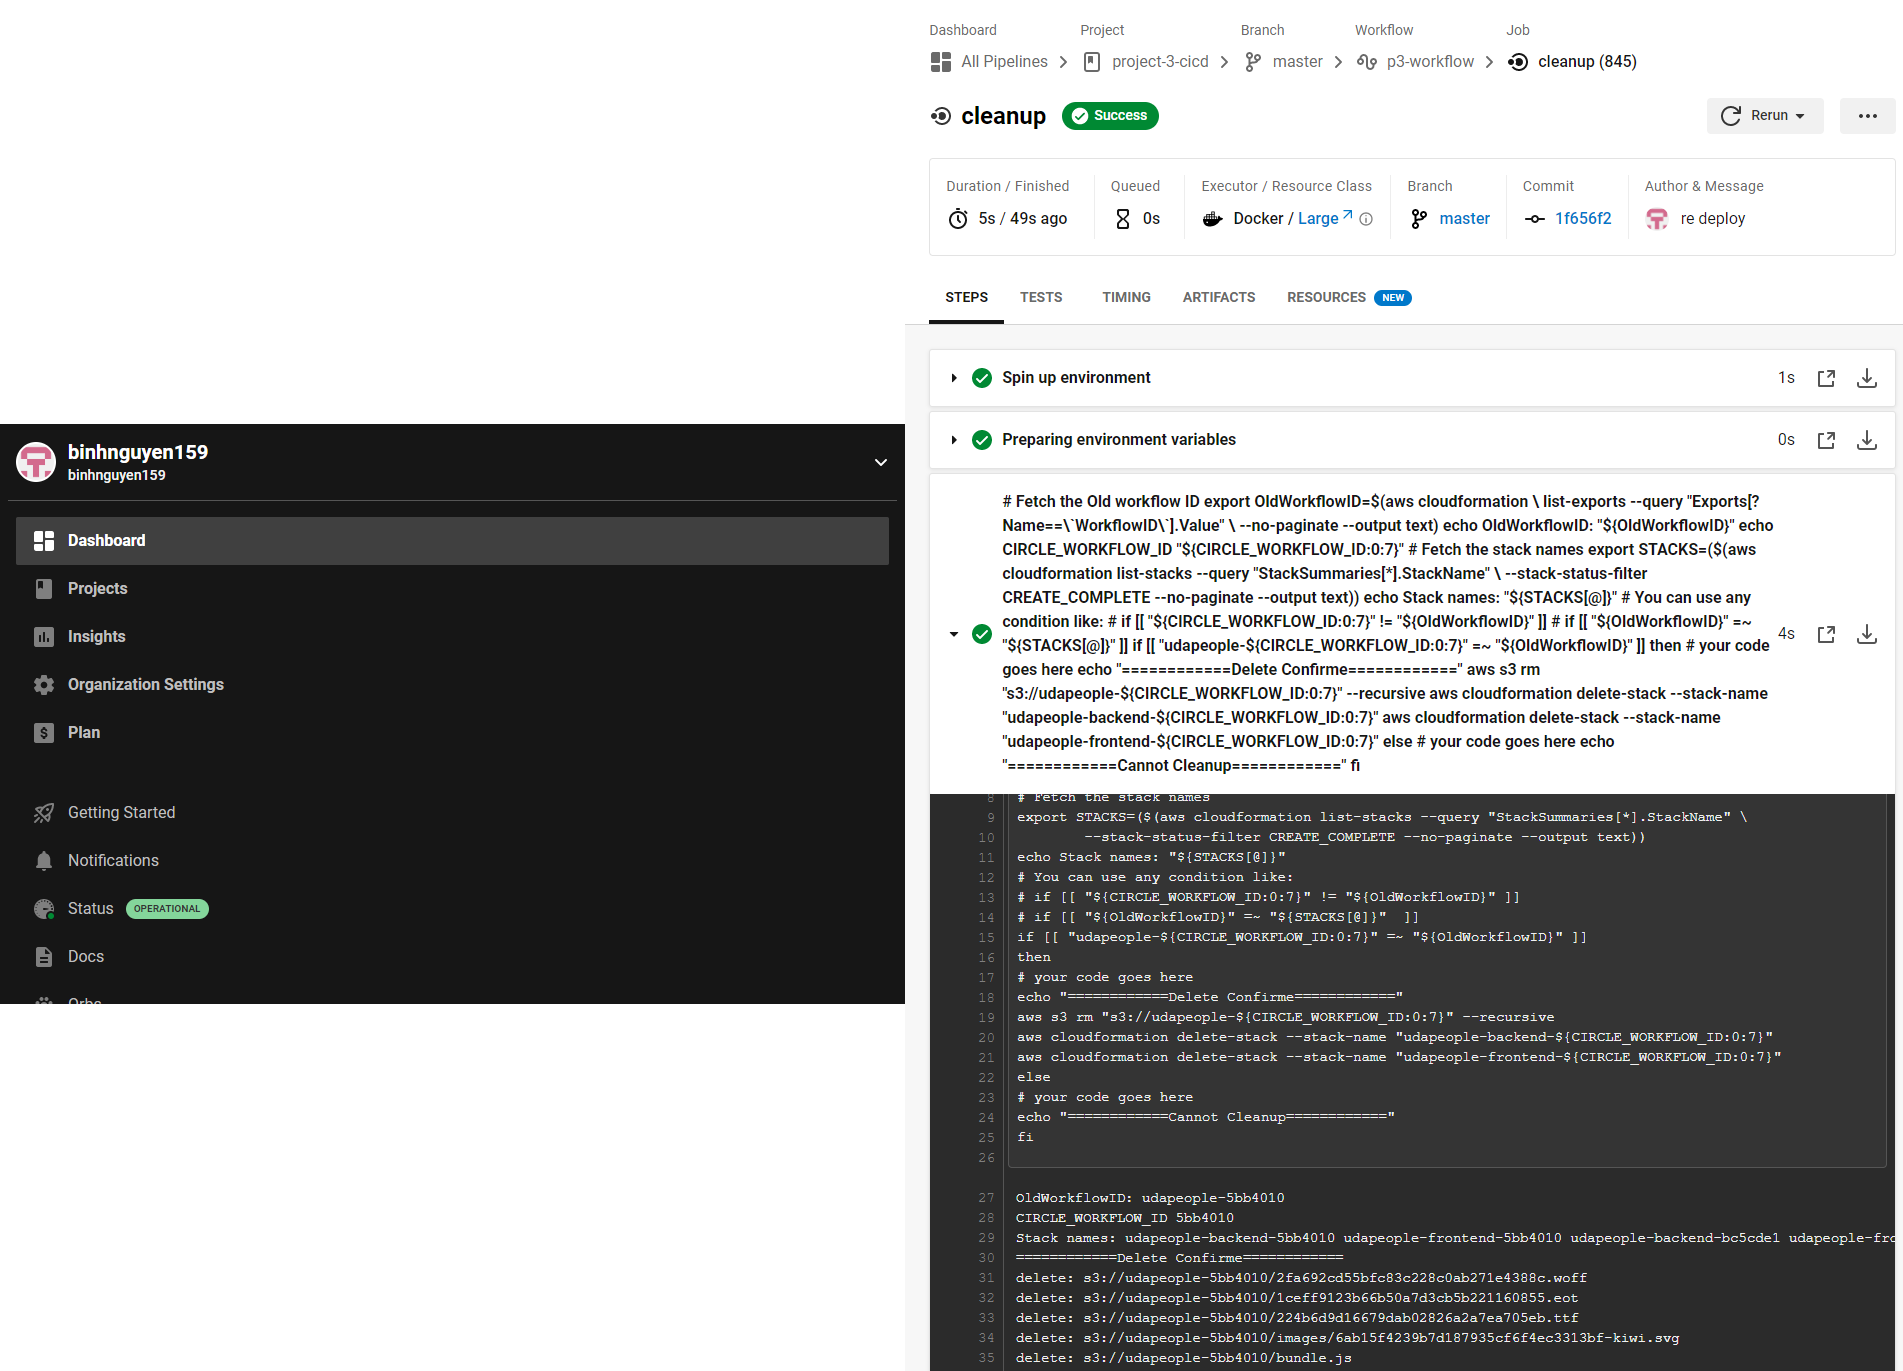 Dashboard Project Branch Workflow Job
All Pipelines project-3-cicd master p3-workflow cleanup (845)
cleanup Success Rerun
Duration / Finished Queued Executor / Resource Class Branch Commit Author & Message
5s / 49s ago 0s Docker / Large master 1f656f2 re deploy
STEPS TESTS TIMING ARTIFACTS RESOURCES NEW
Spin up environment 1s
Preparing environment variables 0s
# Fetch the Old workflow ID export OldWorkflowID=$(aws cloudformation \ list-exports --query "Exports[?
Name==\`WorkflowID\`].Value" \ --no-paginate --output text) echo OldWorkflowID: "${OldWorkflowID}" echo
CIRCLE_WORKFLOW_ID "${CIRCLE_WORKFLOW_ID:0:7}" # Fetch the stack names export STACKS=($(aws
cloudformation list-stacks --query "StackSummaries[*].StackName" \ --stack-status-filter
CREATE_COMPLETE --no-paginate --output text)) echo Stack names: "${STACKS[@]}" # You can use any
condition like: # if [[ "${CIRCLE_WORKFLOW_ID:0:7}" != "${OldWorkflowID}" ]] # if [[ "${OldWorkflowID}" =~
"${STACKS[@]}" ]] if [[ "udapeople-${CIRCLE_WORKFLOW_ID:0:7}" =~ "${OldWorkflowID}" ]] then # your code
goes here echo "============Delete Confirme============" aws s3 rm
"s3://udapeople-${CIRCLE_WORKFLOW_ID:0:7}" --recursive aws cloudformation delete-stack --stack-name
"udapeople-backend-${CIRCLE_WORKFLOW_ID:0:7}" aws cloudformation delete-stack --stack-name
"udapeople-frontend-${CIRCLE_WORKFLOW_ID:0:7}" else # your code goes here echo
"============Cannot Cleanup============" fi
4s
8 # Fetch the stack names
9 export STACKS=($(aws cloudformation list-stacks --query "StackSummaries[*].StackName" \
10 --stack-status-filter CREATE_COMPLETE --no-paginate --output text))
11 echo Stack names: "${STACKS[@]}"
12 # You can use any condition like:
13 # if [[ "${CIRCLE_WORKFLOW_ID:0:7}" != "${OldWorkflowID}" ]]
14 # if [[ "${OldWorkflowID}" =~ "${STACKS[@]}"  ]]
15 if [[ "udapeople-${CIRCLE_WORKFLOW_ID:0:7}" =~ "${OldWorkflowID}" ]]
16 then
17 # your code goes here
18 echo "============Delete Confirme============"
19 aws s3 rm "s3://udapeople-${CIRCLE_WORKFLOW_ID:0:7}" --recursive
20 aws cloudformation delete-stack --stack-name "udapeople-backend-${CIRCLE_WORKFLOW_ID:0:7}"
21 aws cloudformation delete-stack --stack-name "udapeople-frontend-${CIRCLE_WORKFLOW_ID:0:7}"
22 else
23 # your code goes here
24 echo "============Cannot Cleanup============"
25 fi
26
27 OldWorkflowID: udapeople-5bb4010
28 CIRCLE_WORKFLOW_ID 5bb4010
29 Stack names: udapeople-backend-5bb4010 udapeople-frontend-5bb4010 udapeople-backend-bc5cde1 udapeople-fro
30 ============Delete Confirme============
31 delete: s3://udapeople-5bb4010/2fa692cd55bfc83c228c0ab271e4388c.woff
32 delete: s3://udapeople-5bb4010/1ceff9123b66b50a7d3cb5b221160855.eot
33 delete: s3://udapeople-5bb4010/224b6d9d16679dab02826a2a7ea705eb.ttf
34 delete: s3://udapeople-5bb4010/images/6ab15f4239b7d187935cf6f4ec3313bf-kiwi.svg
35 delete: s3://udapeople-5bb4010/bundle.js
binhnguyen159
binhnguyen159
Dashboard
Projects
Insights
Organization Settings
Plan
Getting Started
Notifications
Status OPERATIONAL
Docs
Orbs